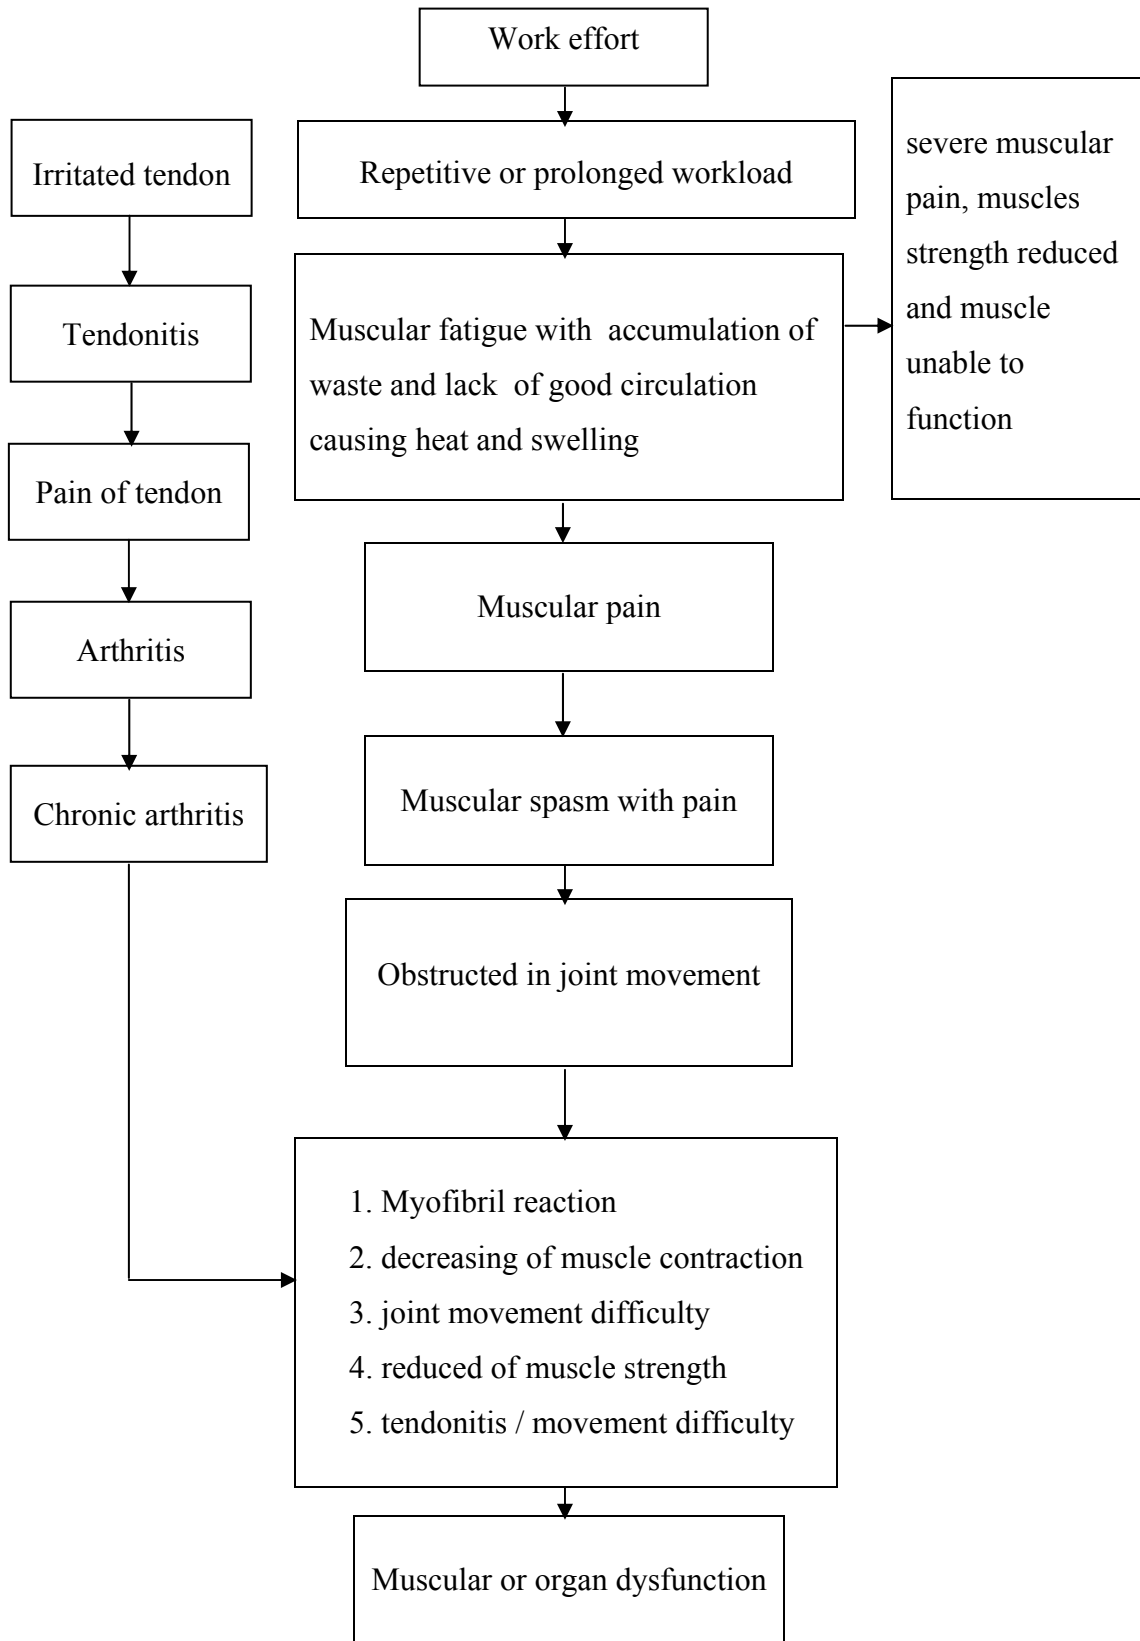 Work effort
Repetitive or prolonged workload
Muscular fatigue with  accumulation of
waste and lack  of good circulation
causing heat and swelling
severe muscular
pain, muscles
strength reduced
and muscle
unable to
function
Irritated tendon
Tendonitis
Pain of tendon
Arthritis
Chronic arthritis
Muscular pain
Muscular spasm with pain
Obstructed in joint movement
1. Myofibril reaction
2. decreasing of muscle contraction
3. joint movement difficulty
4. reduced of muscle strength
5. tendonitis / movement difficulty
Muscular or organ dysfunction